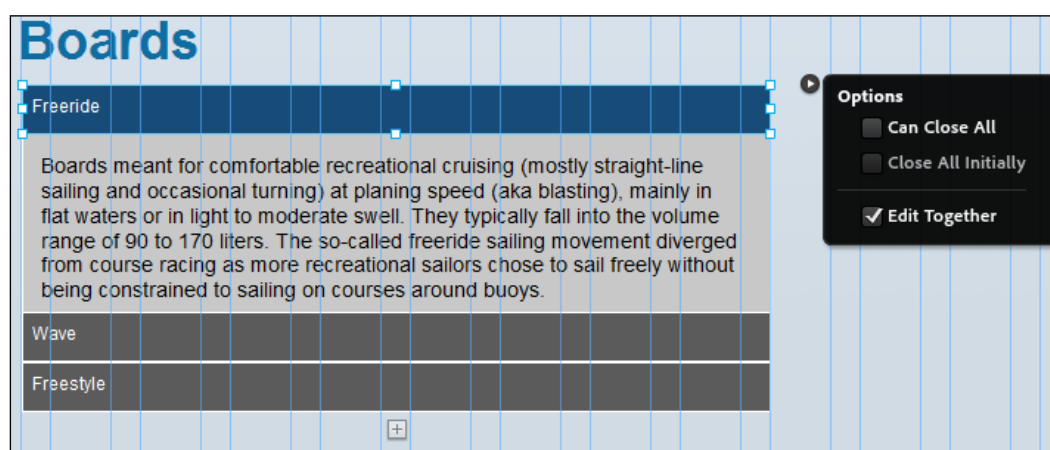 Boards
Freeride
Boards meant for comfortable recreational cruising (mostly straight-line
sailing and occasional turning) at planing speed (aka blasting), mainly in
flat waters or in light to moderate swell. They typically fall into the volume
range of 90 to 170 liters. The so-called freeride sailing movement diverged
from course racing as more recreational sailors chose to sail freely without
being constrained to sailing on courses around buoys.
Wave
Freestyle
Options
Can Close All
Close All Initially
Edit Together